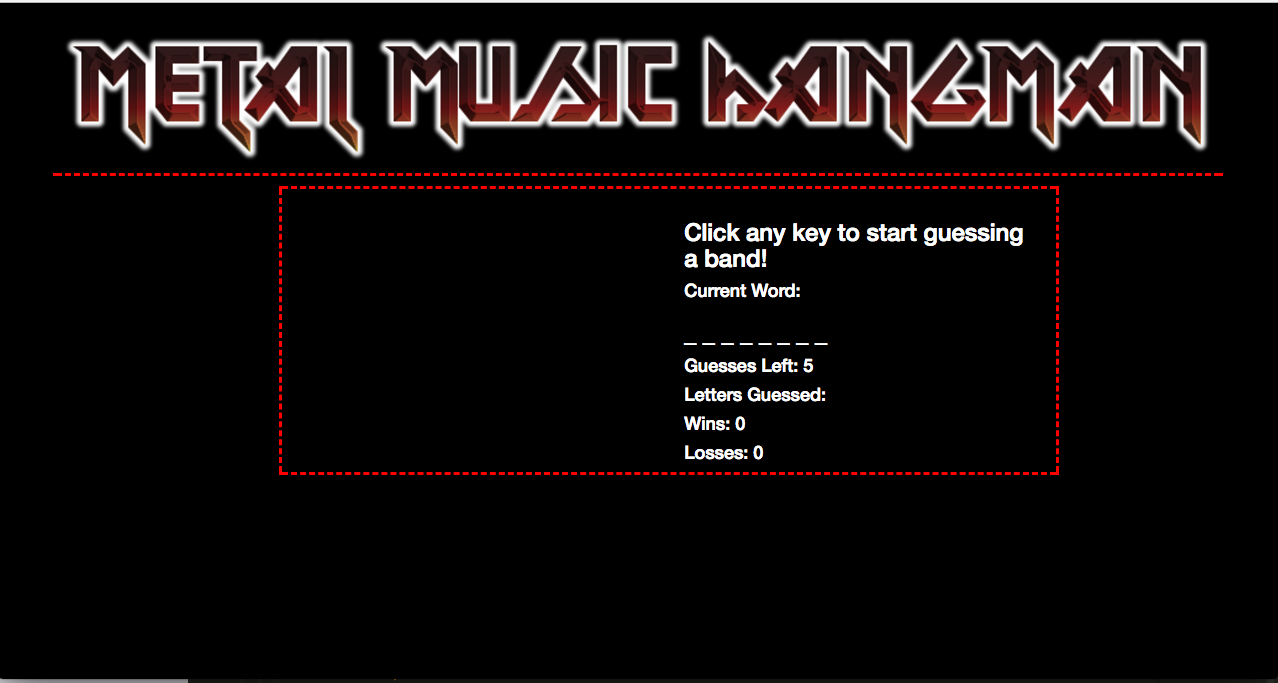 METAL MUSIC HANGMAN
Click any key to start guessing
a band!
Current Word:
_ _ _ _ _ _ _ _
Guesses Left: 5
Letters Guessed:
Wins: 0
Losses: 0